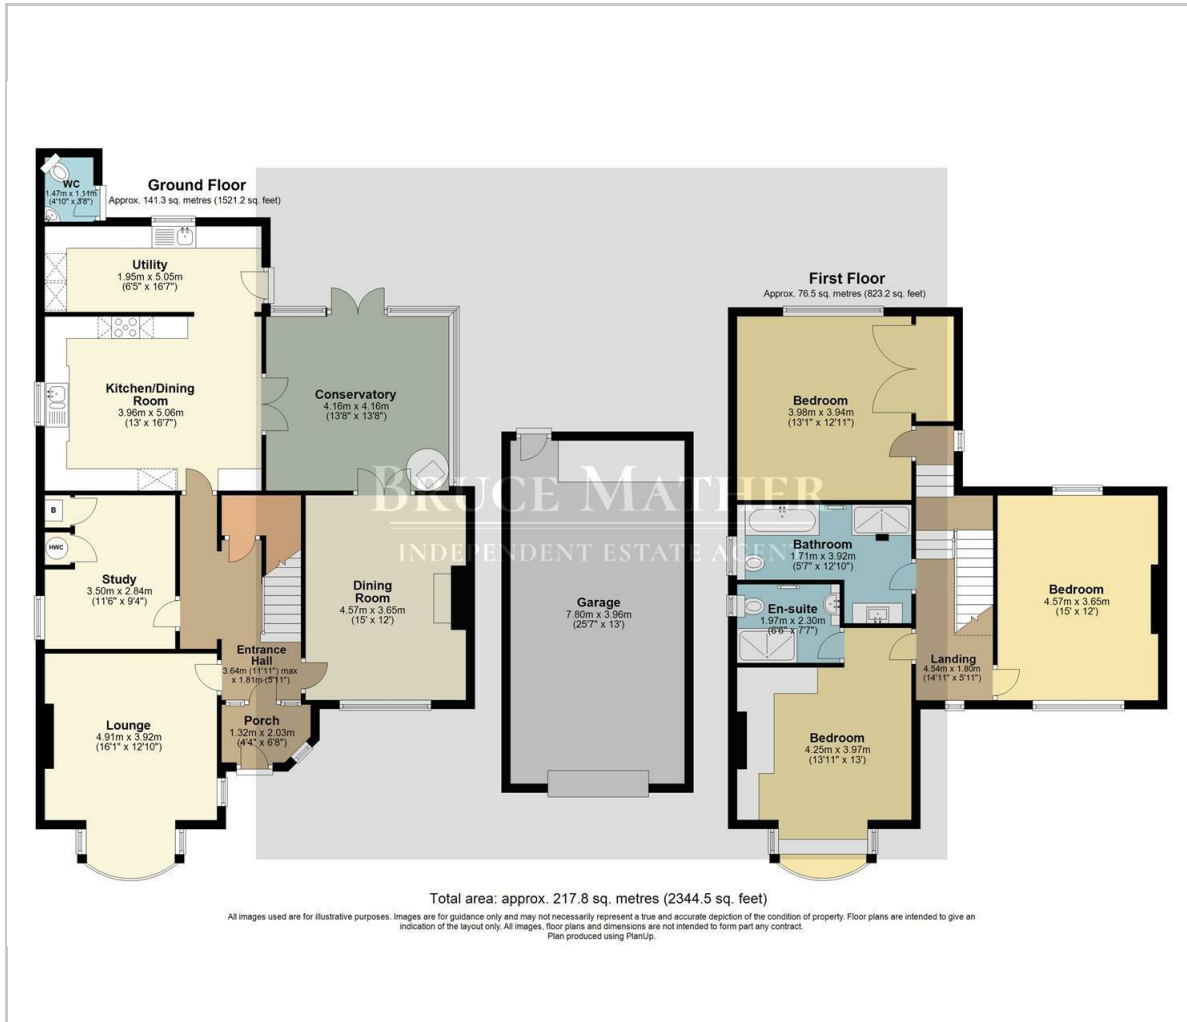 WC
1.47m x 1.11m
(4'10" x 3'8")
Ground Floor
Approx. 141.3 sq. metres (1521.2 sq. feet)
Utility
1.95m x 5.05m
(6'5" x 16'7")
Kitchen/Dining
Room
3.96m x 5.06m
(13' x 16'7")
Conservatory
4.16m x 4.16m
(13'8" x 13'8")
B
HWC
Study
3.50m x 2.84m
(11'6" x 9'4")
Dining
Room
4.57m x 3.65m
(15' x 12')
Entrance
Hall
3.64m (11'11") max
x 1.81m (5'11")
Lounge
4.91m x 3.92m
(16'1" x 12'10")
Porch
1.32m x 2.03m
(4'4" x 6'8")
Garage
7.80m x 3.96m
(25'7" x 13')
BRUCE MATHER
INDEPENDENT ESTATE AGENT
First Floor
Approx. 76.5 sq. metres (823.2 sq. feet)
Bedroom
3.98m x 3.94m
(13'1" x 12'11")
Bathroom
1.71m x 3.92m
(5'7" x 12'10")
En-suite
1.97m x 2.30m
(6'6" x 7'7")
Bedroom
4.57m x 3.65m
(15' x 12')
Landing
4.54m x 1.80m
(14'11" x 5'11")
Bedroom
4.25m x 3.97m
(13'11" x 13')
Total area: approx. 217.8 sq. metres (2344.5 sq. feet)
All images used are for illustrative purposes. Images are for guidance only and may not necessarily represent a true and accurate depiction of the condition of property. Floor plans are intended to give an
indication of the layout only. All images, floor plans and dimensions are not intended to form part any contract.
Plan produced using PlanUp.